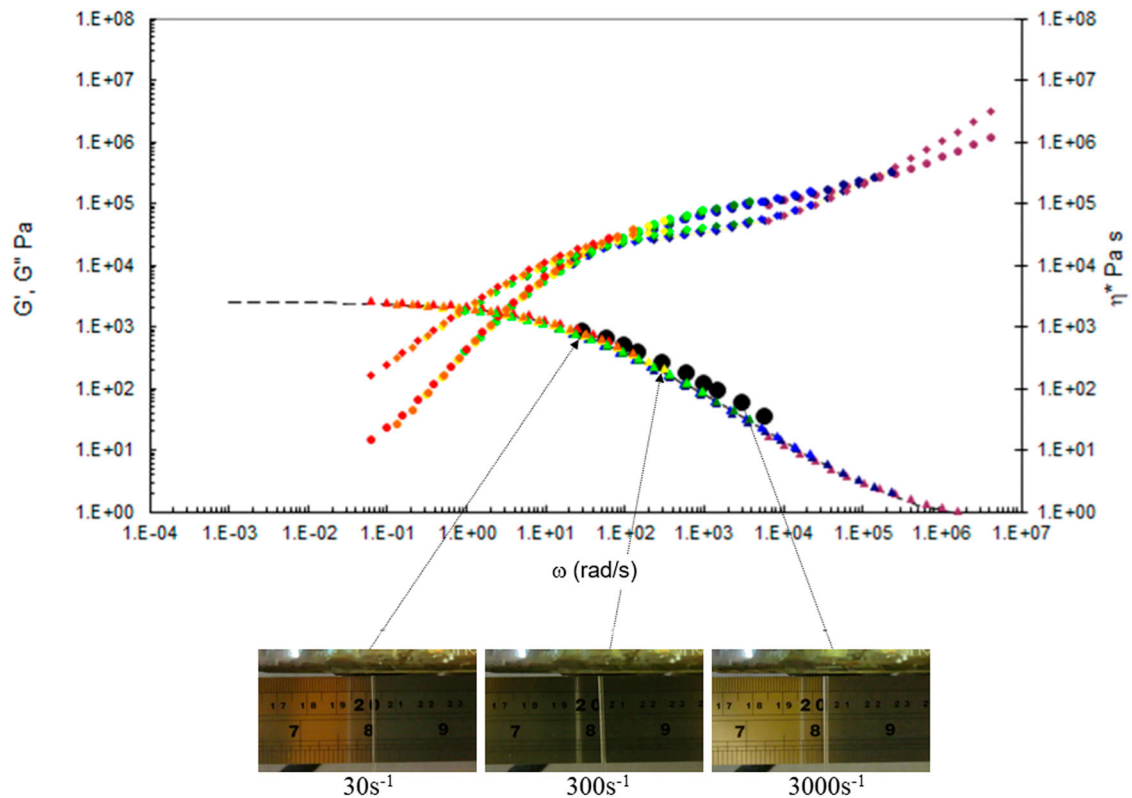 1.E+08
1.E+07
1.E+06
1.E+05
1.E+04
1.E+03
1.E+02
1.E+01
1.E+00
G', G'' Pa
1.E+08
1.E+07
1.E+06
1.E+05
1.E+04
1.E+03
1.E+02
1.E+01
1.E+00
η* Pa s
1.E-04 1.E-03 1.E-02 1.E-01 1.E+00 1.E+01 1.E+02 1.E+03 1.E+04 1.E+05 1.E+06 1.E+07
ω (rad/s)
17 18 19 20 21 22 23
7 8 9
17 18 19 20 21 22 23
7 8 9
17 18 19 20 21 22 23
7 8 9
30s⁻¹ 300s⁻¹ 3000s⁻¹